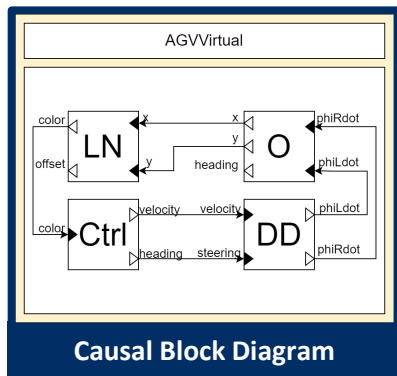 AGVVirtual
color
x
x
phiRdot
LN
y
O
offset
y
heading
phiLdot
color
Ctrl
velocity
velocity
DD
phiLdot
heading
steering
phiRdot
Causal Block Diagram